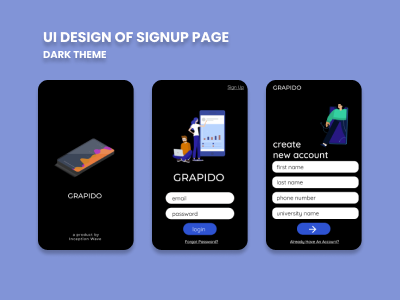 UI DESIGN OF SIGNUP PAGE
DARK THEME
GRAPIDO
a product by
Inception Wave
Sign Up
GRAPIDO
email
password
login
Forgot Password?
GRAPIDO
create
new account
first name
last name
phone number
university name
Already Have An Account?